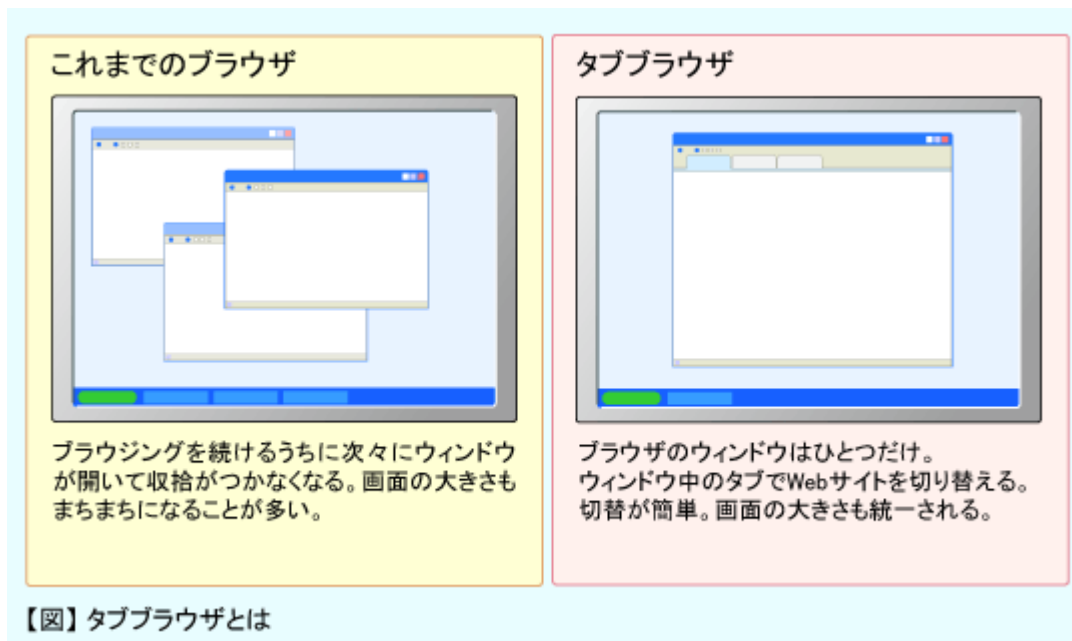 これまでのブラウザ
ブラウジングを続けるうちに次々にウィンドウ
が開いて収拾がつかなくなる。画面の大きさも
まちまちになることが多い。
タブブラウザ
ブラウザのウィンドウはひとつだけ。
ウィンドウ中のタブでWebサイトを切り替える。
切替が簡単。画面の大きさも統一される。
【図】タブブラウザとは